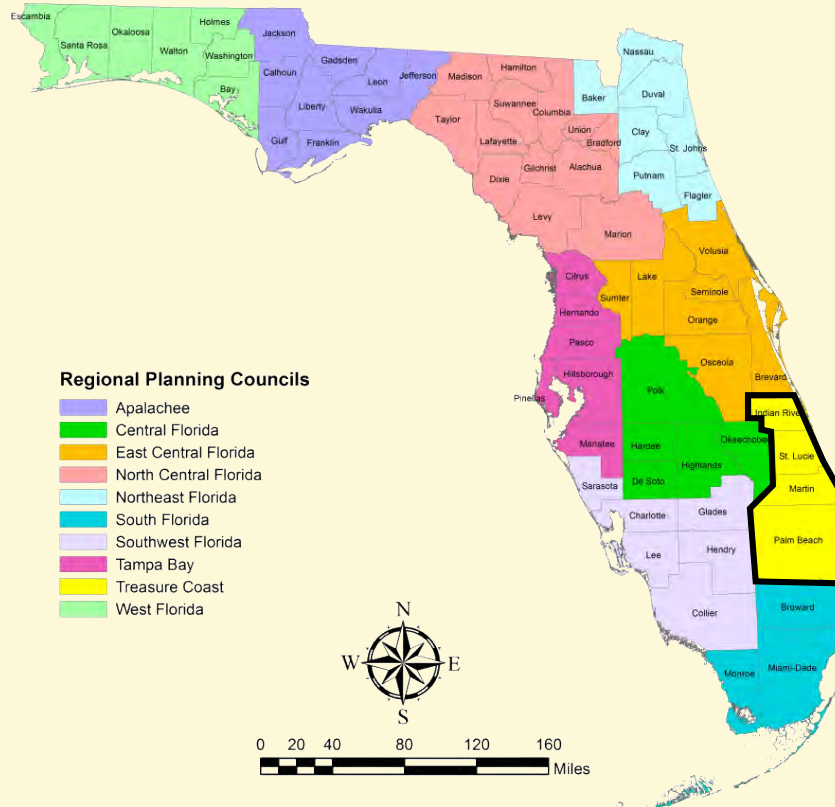 Escambia
Santa Rosa
Okaloosa
Walton
Holmes
Washington
Bay
Jackson
Calhoun
Gulf
Liberty
Gadsden
Franklin
Leon
Wakulla
Jefferson
Madison
Taylor
Hamilton
Suwannee
Lafayette
Dixie
Columbia
Gilchrist
Levy
Union
Bradford
Alachua
Marion
Baker
Nassau
Duval
Clay
St. Johns
Putnam
Flagler
Volusia
Citrus
Sumter
Lake
Seminole
Hernando
Orange
Pasco
Osceola
Hillsborough
Brevard
Pinellas
Polk
Indian River
Manatee
Hardee
Okeechobee
St. Lucie
Highlands
Sarasota
De Soto
Martin
Charlotte
Glades
Lee
Hendry
Palm Beach
Collier
Broward
Monroe
Miami-Dade
Regional Planning Councils
Apalachee
Central Florida
East Central Florida
North Central Florida
Northeast Florida
South Florida
Southwest Florida
Tampa Bay
Treasure Coast
West Florida
N
W
E
S
0 20 40 80 120 160
Miles